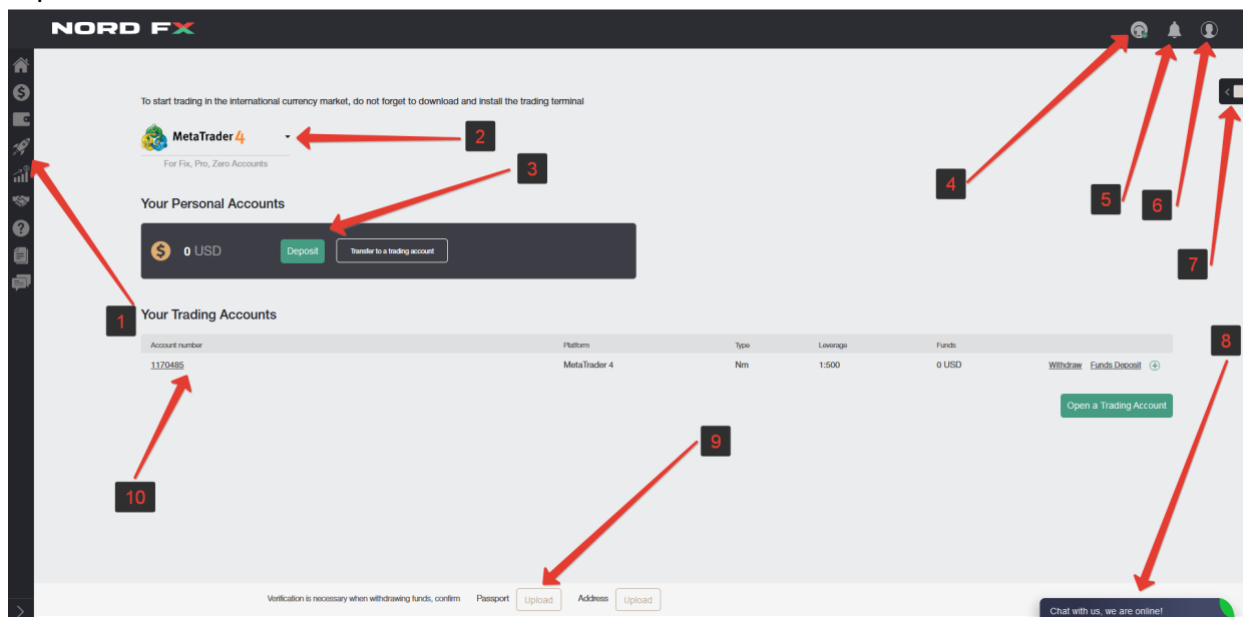 NORD FX
To start trading in the international currency market, do not forget to download and install the trading terminal
MetaTrader 4
For Fix, Pro, Zero Accounts
2
3
4
5
6
7
Your Personal Accounts
0 USD
Deposit
Transfer to a trading account
1
Your Trading Accounts
8
Account number Platform Type Leverage Funds
1170485 MetaTrader 4 Nm 1:500 0 USD Withdraw Funds Deposit
Open a Trading Account
9
10
Verification is necessary when withdrawing funds, confirm Passport Upload Address Upload
Chat with us, we are online!